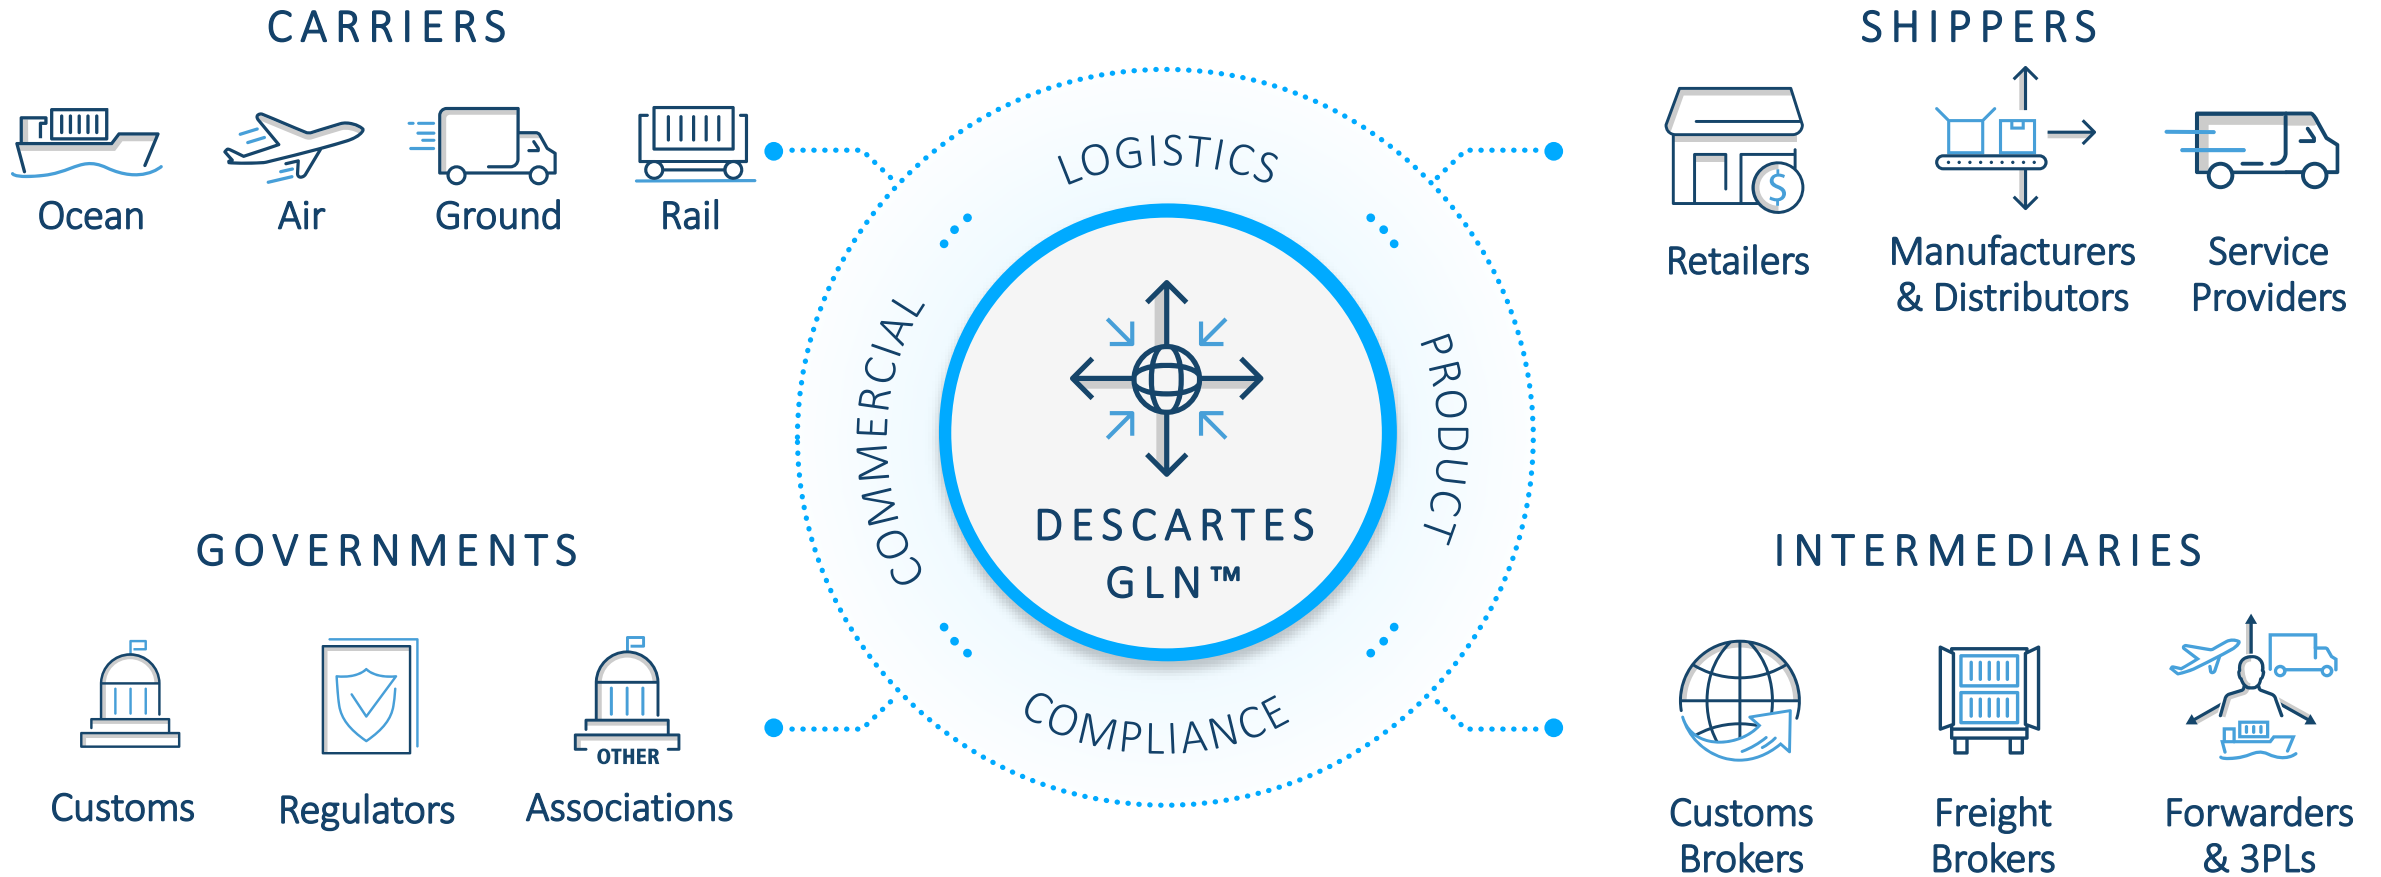 CARRIERS
Ocean
Air
Ground
Rail
SHIPPERS
Retailers
Manufacturers
& Distributors
Service
Providers
LOGISTICS
PRODUCT
COMPLIANCE
COMMERCIAL
DESCARTES
GLN™
GOVERNMENTS
Customs
Regulators
OTHER
Associations
INTERMEDIARIES
Customs
Brokers
Freight
Brokers
Forwarders
& 3PLs
$